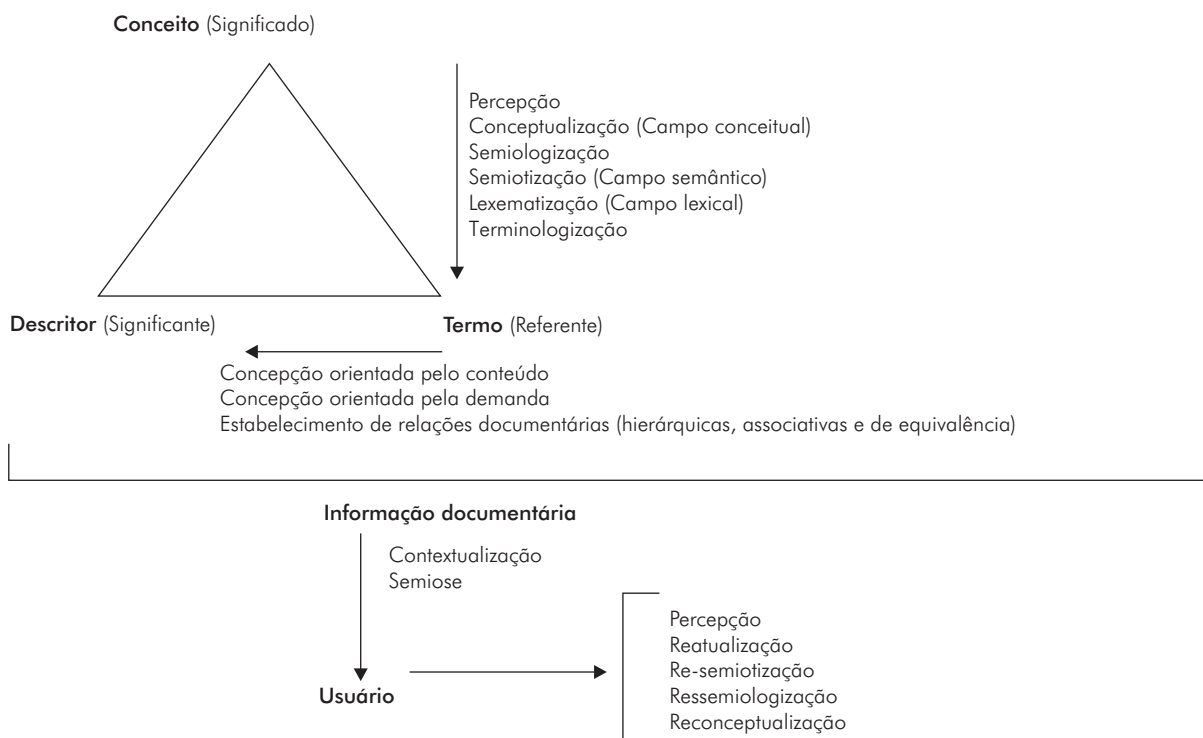 Conceito (Significado)
Percepção
Conceptualização (Campo conceitual)
Semiologização
Semiotização (Campo semântico)
Lexematização (Campo lexical)
Terminologização
Descritor (Significante)
Termo (Referente)
Concepção orientada pelo conteúdo
Concepção orientada pela demanda
Estabelecimento de relações documentárias (hierárquicas, associativas e de equivalência)
Informação documentária
Contextualização
Semiose
Usuário
Percepção
Reatualização
Re-semiotização
Ressemiologização
Reconceptualização